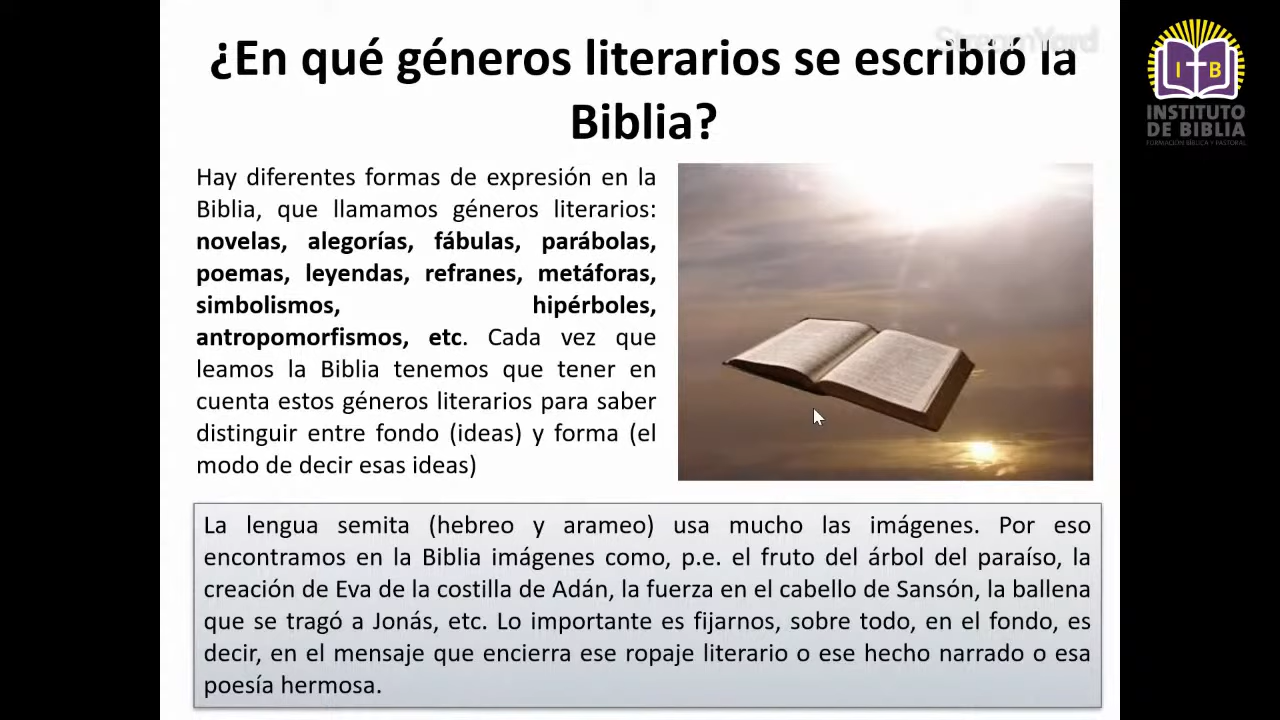 StreamYard
¿En qué géneros literarios se escribió la
Biblia?
Hay diferentes formas de expresión en la
Biblia, que llamamos géneros literarios:
novelas, alegorías, fábulas, parábolas,
poemas, leyendas, refranes, metáforas,
simbolismos, hipérboles,
antropomorfismos, etc. Cada vez que
leamos la Biblia tenemos que tener en
cuenta estos géneros literarios para saber
distinguir entre fondo (ideas) y forma (el
modo de decir esas ideas)
La lengua semita (hebreo y arameo) usa mucho las imágenes. Por eso
encontramos en la Biblia imágenes como, p.e. el fruto del árbol del paraíso, la
creación de Eva de la costilla de Adán, la fuerza en el cabello de Sansón, la ballena
que se tragó a Jonás, etc. Lo importante es fijarnos, sobre todo, en el fondo, es
decir, en el mensaje que encierra ese ropaje literario o ese hecho narrado o esa
poesía hermosa.
I B
INSTITUTO
DE BIBLIA
FORMACIÓN BÍBLICA Y PASTORAL